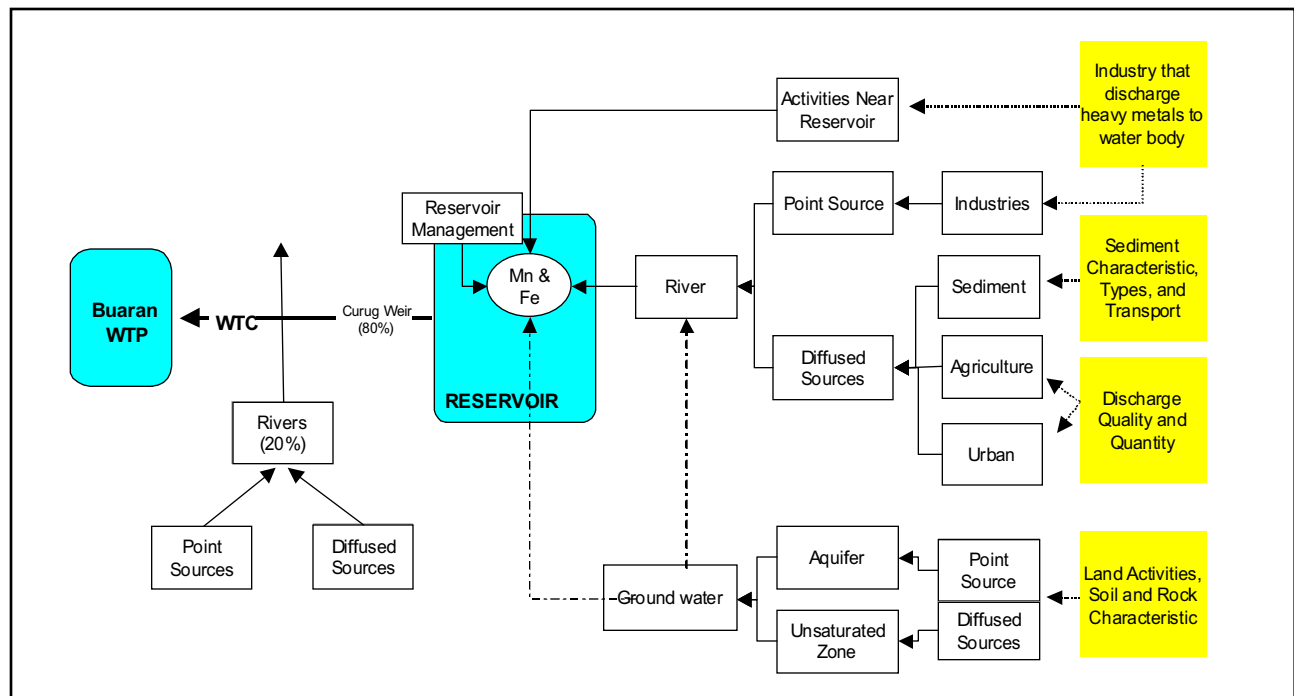 Industry that
discharge
heavy metals to
water body
Activities Near
Reservoir
Point Source
Industries
Reservoir
Management
Mn &
Fe
River
Sediment
Sediment
Characteristic,
Types, and
Transport
Buaran
WTP
WTC
Curug Weir
(80%)
RESERVOIR
Diffused
Sources
Agriculture
Urban
Discharge
Quality and
Quantity
Rivers
(20%)
Point
Sources
Diffused
Sources
Ground water
Aquifer
Unsaturated
Zone
Point
Source
Diffused
Sources
Land Activities,
Soil and Rock
Characteristic